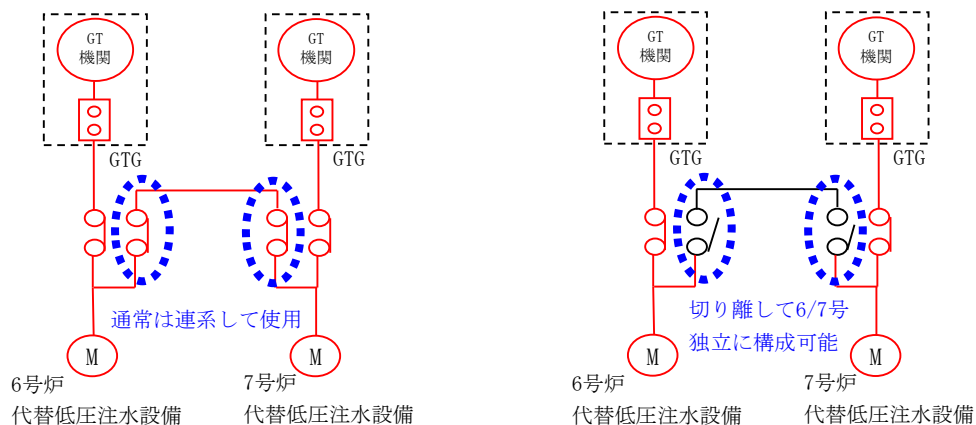 GT
機関
GT
機関
GTG
GTG
通常は連系して使用
M
M
6号炉
代替低圧注水設備
7号炉
代替低圧注水設備
GT
機関
GT
機関
GTG
GTG
切り離して6/7号
独立に構成可能
M
M
6号炉
代替低圧注水設備
7号炉
代替低圧注水設備